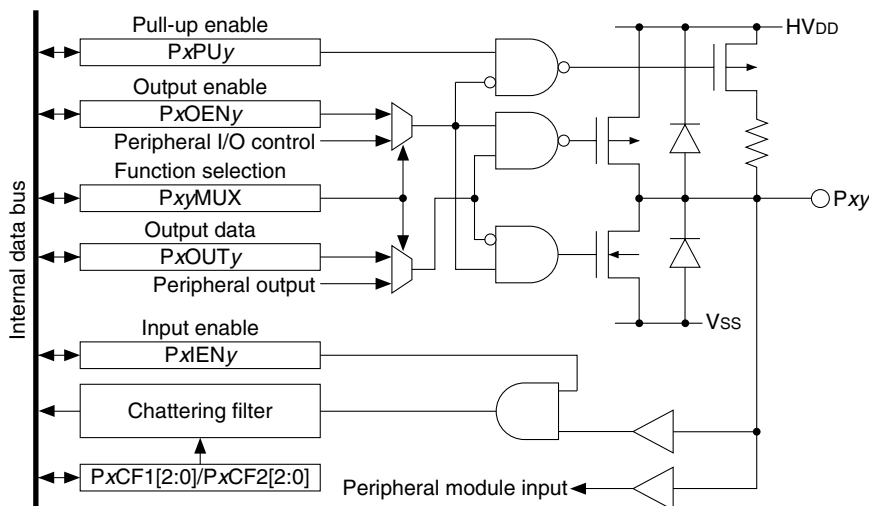 Pull-up enable
PxPUy
Output enable
PxOENy
Peripheral I/O control
Function selection
PxyMUX
Output data
PxOUTy
Peripheral output
Input enable
PxIENy
Chattering filter
PxCF1[2:0]/PxCF2[2:0]
Peripheral module input
Internal data bus
HVDD
Pxy
VSS